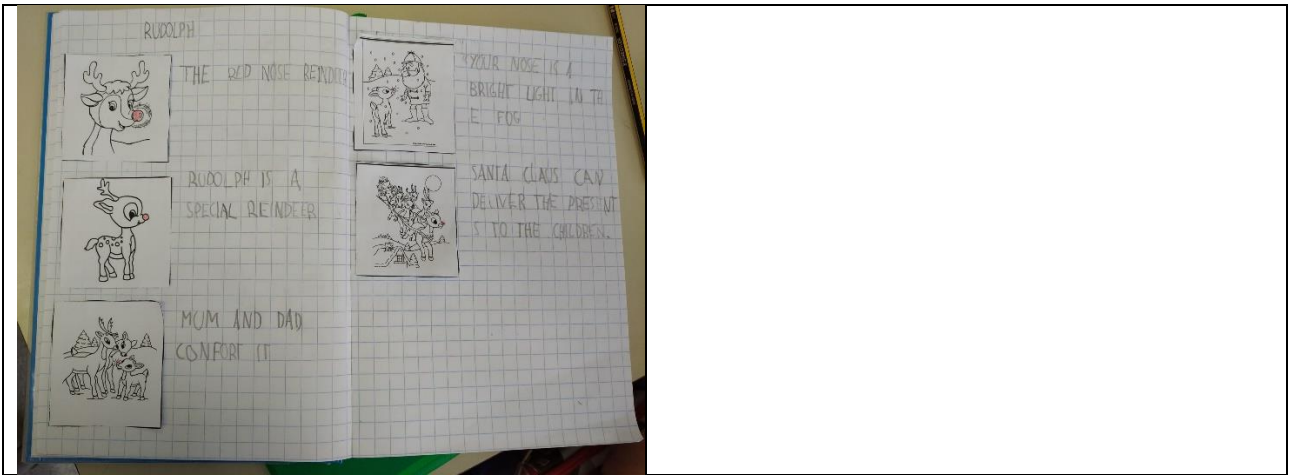 RUDOLPH
THE RED NOSE REINDEER
RUDOLPH IS A
SPECIAL REINDEER
MUM AND DAD
CONFORT IT
"YOUR NOSE IS A
BRIGHT LIGHT IN TH
E FOG
SANTA CLAUS CAN
DELIVER THE PRESENT
S TO THE CHILDREN.